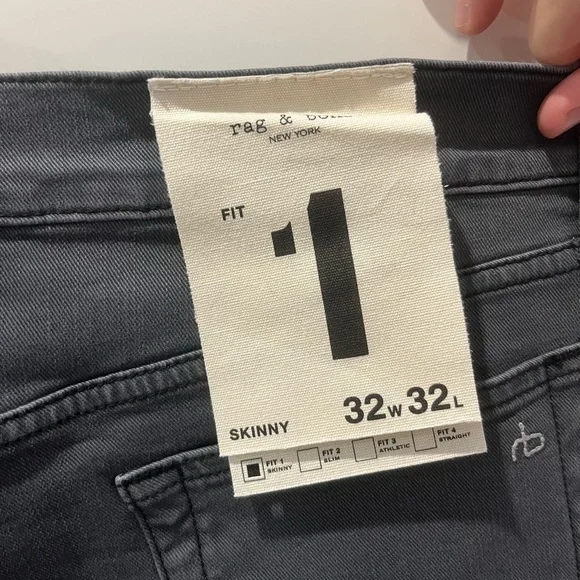 rag & bone
NEW YORK
FIT
1
SKINNY
32W 32L
FIT 1 SKINNY
FIT 2 SLIM
FIT 3 ATHLETIC
FIT 4 STRAIGHT
rb